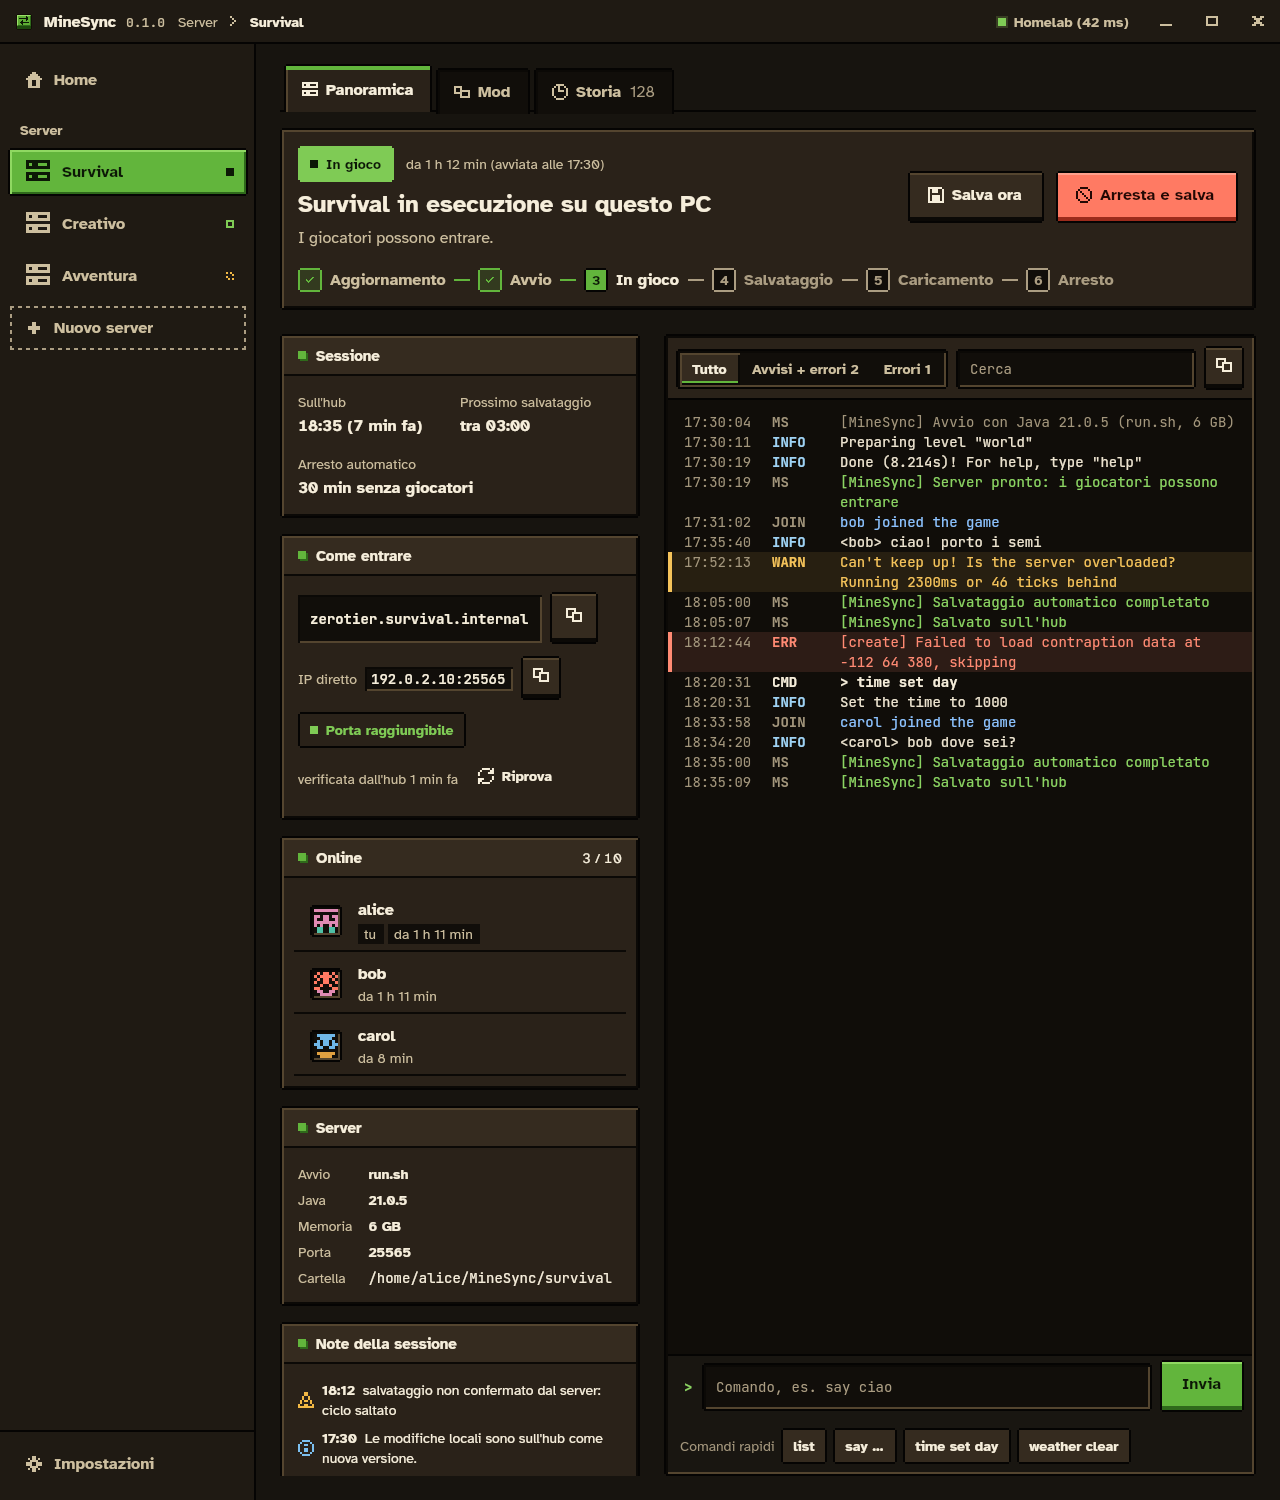 MineSync 0.1.0 Server > Survival
Homelab (42 ms)
Home
Server
Survival
Creativo
Avventura
+ Nuovo server
Impostazioni
Panoramica
Mod
Storia 128
In gioco
da 1 h 12 min (avviata alle 17:30)
Survival in esecuzione su questo PC
I giocatori possono entrare.
Salva ora
Arresta e salva
Aggiornamento — Avvio — 3 In gioco — 4 Salvataggio — 5 Caricamento — 6 Arresto
Sessione
Sull'hub
18:35 (7 min fa)
Prossimo salvataggio
tra 03:00
Arresto automatico
30 min senza giocatori
Come entrare
zerotier.survival.internal
IP diretto 192.0.2.10:25565
Porta raggiungibile
verificata dall'hub 1 min fa
Riprova
Online 3 / 10
alice
tu da 1 h 11 min
bob
da 1 h 11 min
carol
da 8 min
Server
Avvio run.sh
Java 21.0.5
Memoria 6 GB
Porta 25565
Cartella /home/alice/MineSync/survival
Note della sessione
18:12 salvataggio non confermato dal server:
ciclo saltato
17:30 Le modifiche locali sono sull'hub come
nuova versione.
Tutto
Avvisi + errori 2
Errori 1
Cerca
17:30:04 MS [MineSync] Avvio con Java 21.0.5 (run.sh, 6 GB)
17:30:11 INFO Preparing level "world"
17:30:19 INFO Done (8.214s)! For help, type "help"
17:30:19 MS [MineSync] Server pronto: i giocatori possono
entrare
17:31:02 JOIN bob joined the game
17:35:40 INFO <bob> ciao! porto i semi
17:52:13 WARN Can't keep up! Is the server overloaded?
Running 2300ms or 46 ticks behind
18:05:00 MS [MineSync] Salvataggio automatico completato
18:05:07 MS [MineSync] Salvato sull'hub
18:12:44 ERR [create] Failed to load contraption data at
-112 64 380, skipping
18:20:31 CMD > time set day
18:20:31 INFO Set the time to 1000
18:33:58 JOIN carol joined the game
18:34:20 INFO <carol> bob dove sei?
18:35:00 MS [MineSync] Salvataggio automatico completato
18:35:09 MS [MineSync] Salvato sull'hub
> Comando, es. say ciao
Invia
Comandi rapidi
list
say ...
time set day
weather clear